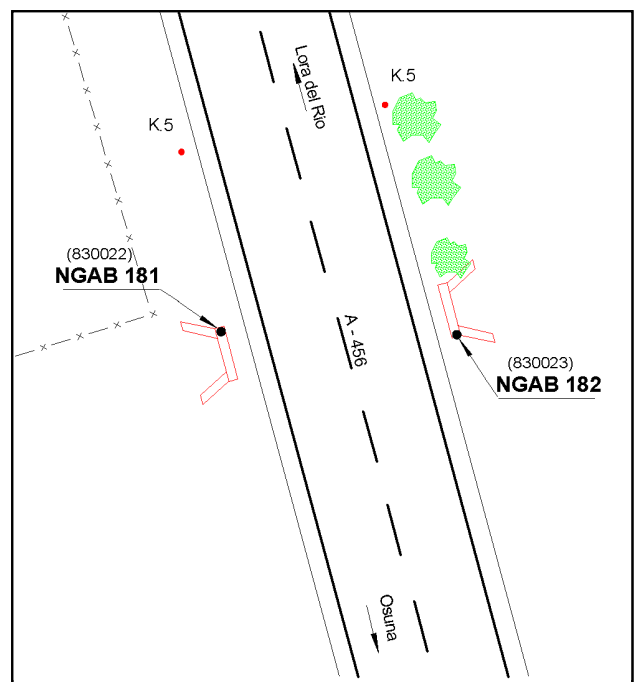 Lora del Rio
K.5
K.5
(830022)
NGAB 181
A - 456
(830023)
NGAB 182
Osuna